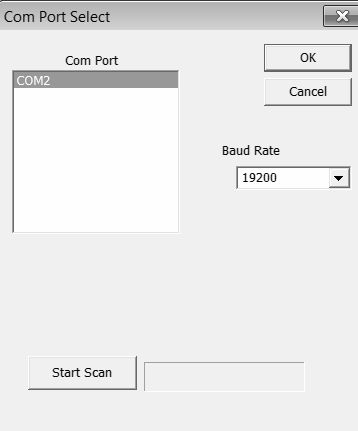 Com Port Select
Com Port
COM2
OK
Cancel
Baud Rate
19200
Start Scan